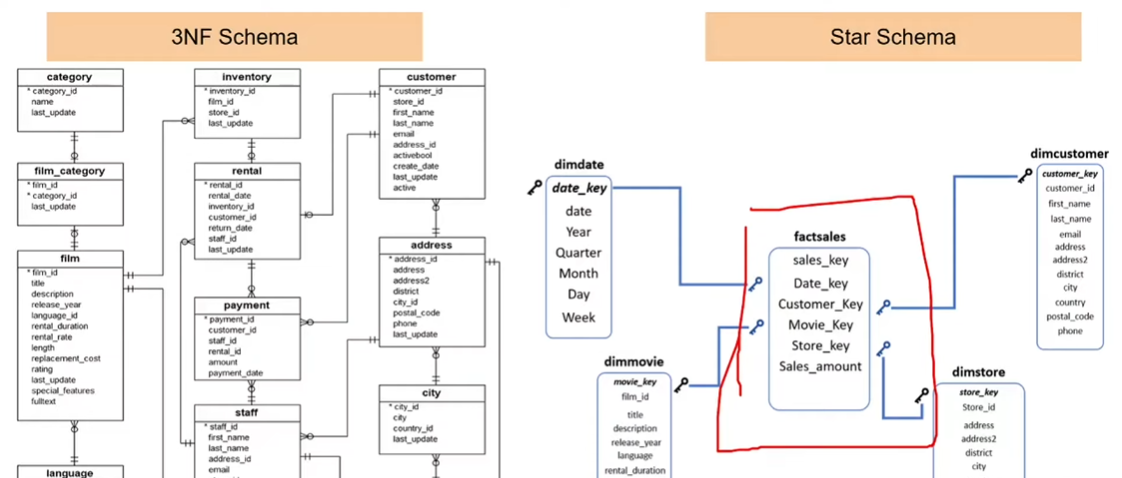 3NF Schema
Star Schema
category
* category_id
name
last_update
film_category
* film_id
* category_id
last_update
film
* film_id
title
description
release_year
language_id
rental_duration
rental_rate
length
replacement_cost
rating
last_update
special_features
fulltext
language
inventory
* inventory_id
film_id
store_id
last_update
rental
* rental_id
rental_date
inventory_id
customer_id
return_date
staff_id
last_update
payment
* payment_id
customer_id
staff_id
rental_id
amount
payment_date
staff
* staff_id
first_name
last_name
address_id
email
customer
* customer_id
store_id
first_name
last_name
email
address_id
activebool
create_date
last_update
active
address
* address_id
address
address2
district
city_id
postal_code
phone
last_update
city
* city_id
city
country_id
last_update
dimdate
date_key
date
Year
Quarter
Month
Day
Week
dimmovie
movie_key
film_id
title
description
release_year
language
rental_duration
factsales
sales_key
Date_key
Customer_Key
Movie_Key
Store_key
Sales_amount
dimcustomer
customer_key
customer_id
first_name
last_name
email
address
address2
district
city
country
postal_code
phone
dimstore
store_key
Store_id
address
address2
district
city